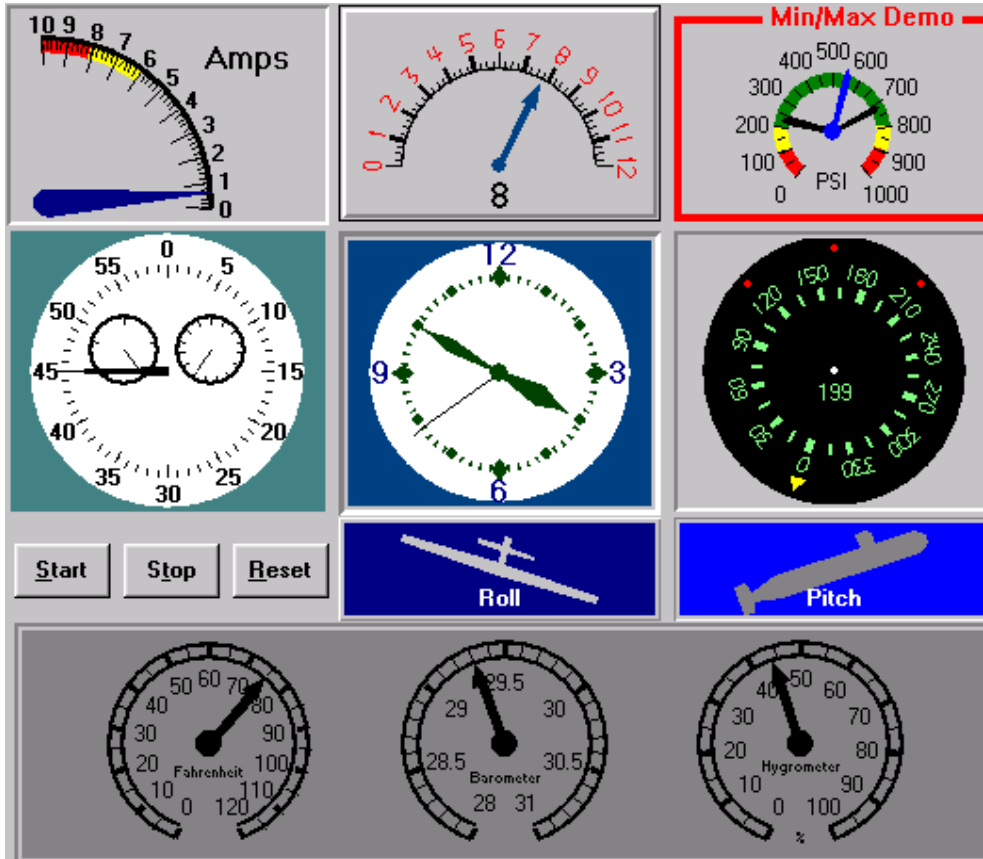 Amps
10 9 8 7 6 5 4 3 2 1 0
0 1 2 3 4 5 6 7 8 9 10 11 12
8
Min/Max Demo
0 100 200 300 400 500 600 700 800 900 1000
PSI
0 5 10 15 20 25 30 35 40 45 50 55
12
9 3
6
0 30 60 90 120 150 180 210 240 270 300 330
199
Start Stop Reset
Roll
Pitch
0 10 20 30 40 50 60 70 80 90 100 110 120
Fahrenheit
28 28.5 29 29.5 30 30.5 31
Barometer
0 10 20 30 40 50 60 70 80 90 100
Hygrometer
%